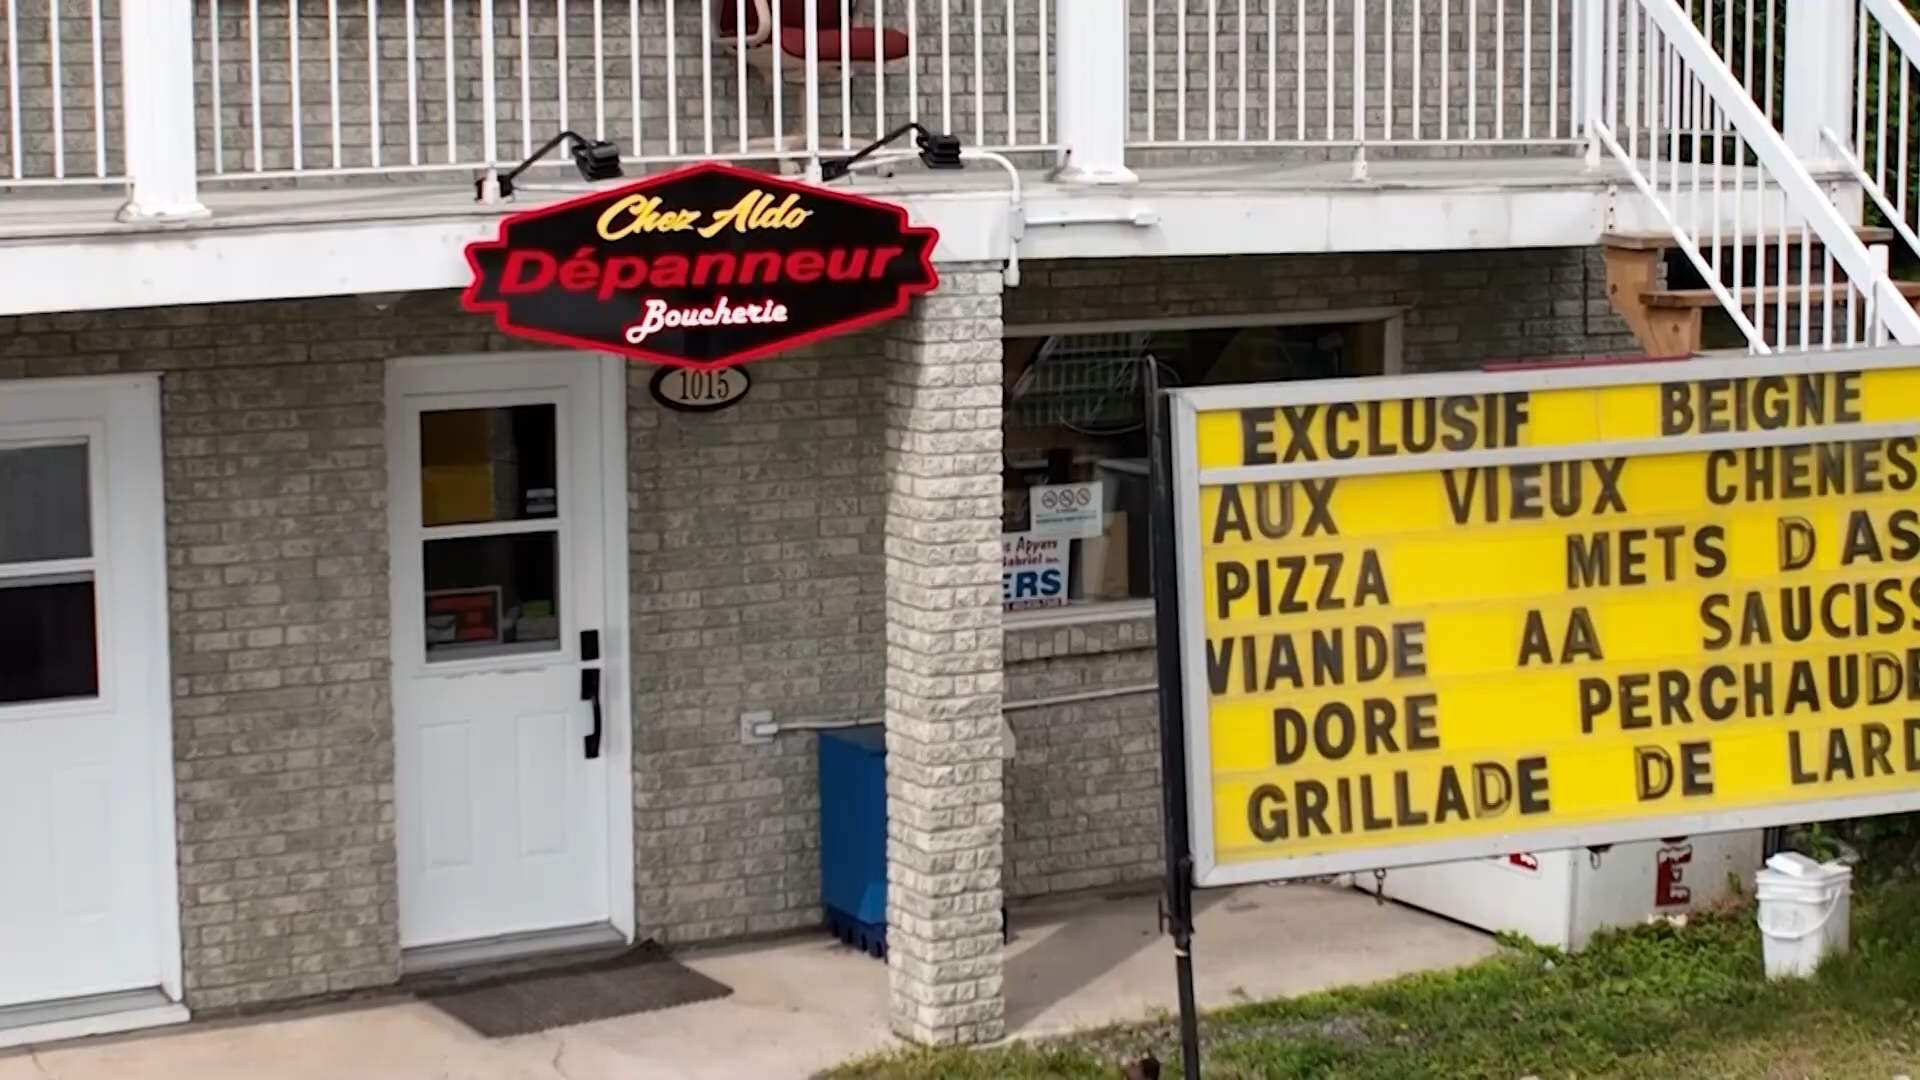 Chez Aldo
Dépanneur
Boucherie
1015
EXCLUSIF BEIGNE
AUX VIEUX CHENES
PIZZA METS D AS
VIANDE AA SAUCISS
DORE PERCHAUDE
GRILLADE DE LARD
ERS